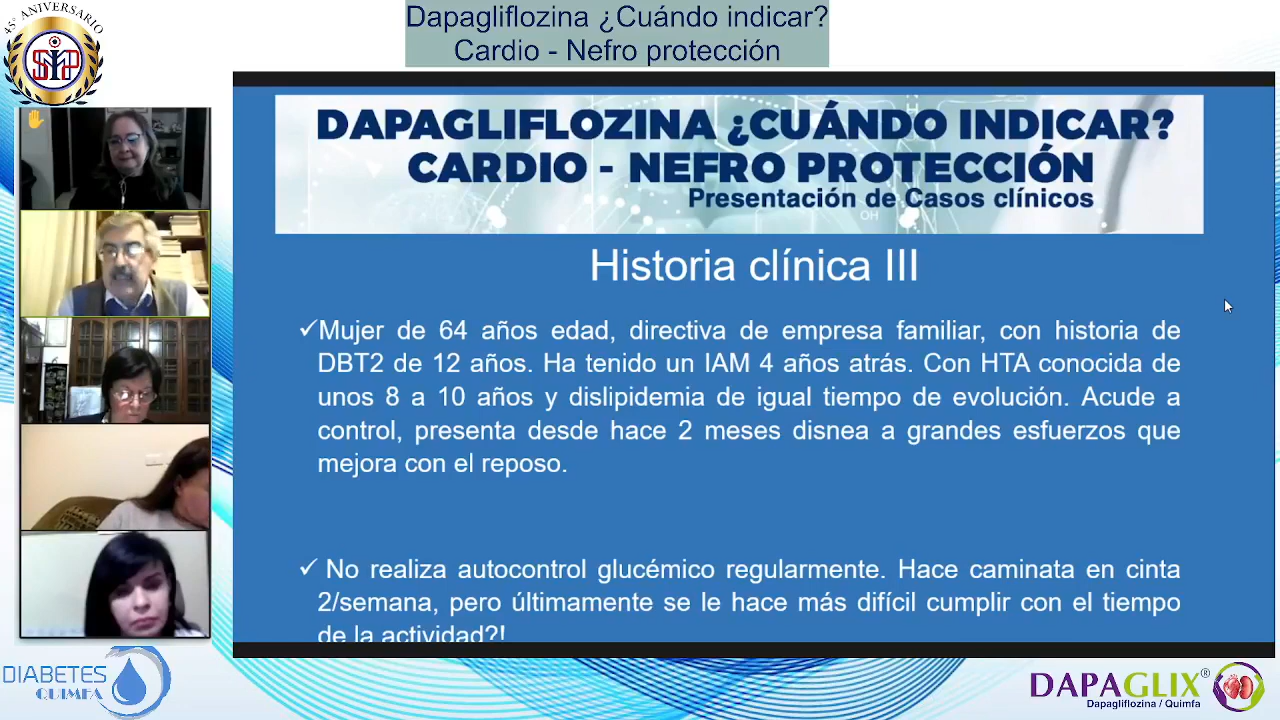 Dapagliflozina ¿Cuándo indicar?
Cardio - Nefro protección
45° ANIVERSARIO
DAPAGLIFLOZINA ¿CUÁNDO INDICAR?
CARDIO - NEFRO PROTECCIÓN
Presentación de Casos clínicos
OH
Historia clínica III
✓Mujer de 64 años edad, directiva de empresa familiar, con historia de
DBT2 de 12 años. Ha tenido un IAM 4 años atrás. Con HTA conocida de
unos 8 a 10 años y dislipidemia de igual tiempo de evolución. Acude a
control, presenta desde hace 2 meses disnea a grandes esfuerzos que
mejora con el reposo.
✓ No realiza autocontrol glucémico regularmente. Hace caminata en cinta
2/semana, pero últimamente se le hace más difícil cumplir con el tiempo
de la actividad?!
DIABETES
QUIMFA
DAPAGLIX®
Dapagliflozina / Quimfa